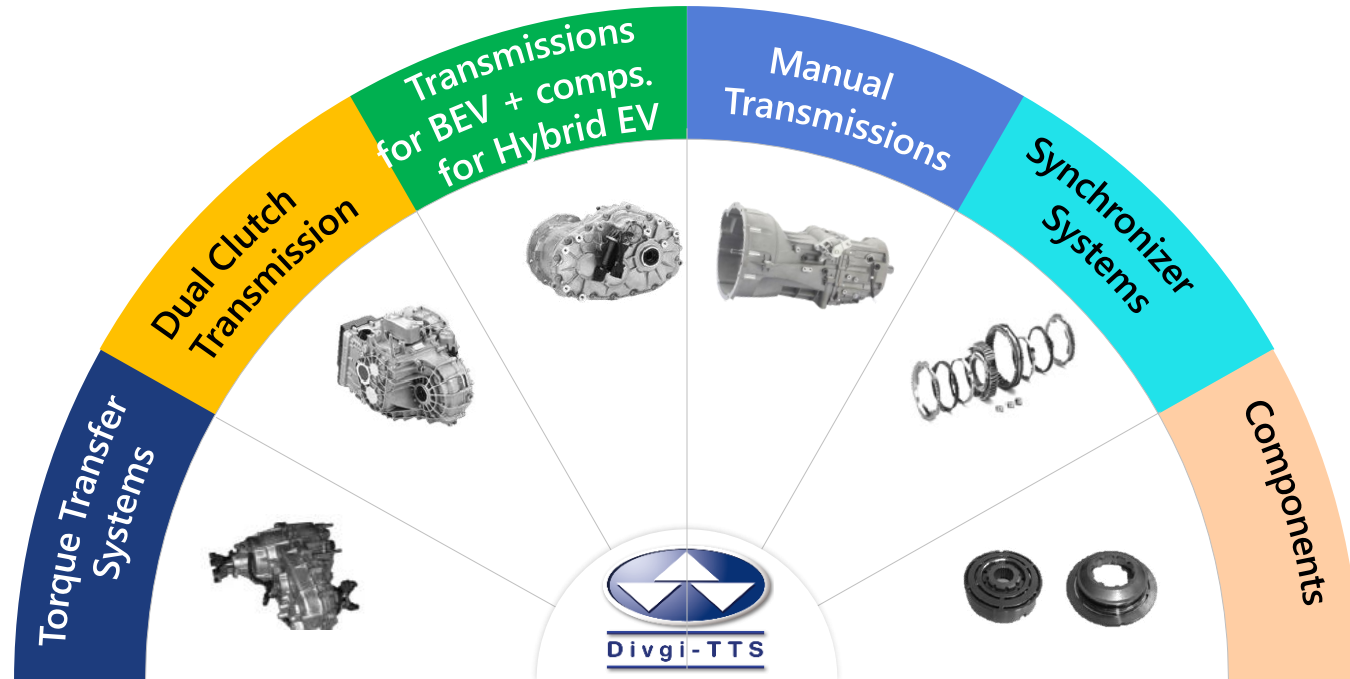 Torque Transfer
Systems
Dual Clutch
Transmission
Transmissions
for BEV + comps.
for Hybrid EV
Manual
Transmissions
Synchronizer
Systems
Components
Divgi-TTS